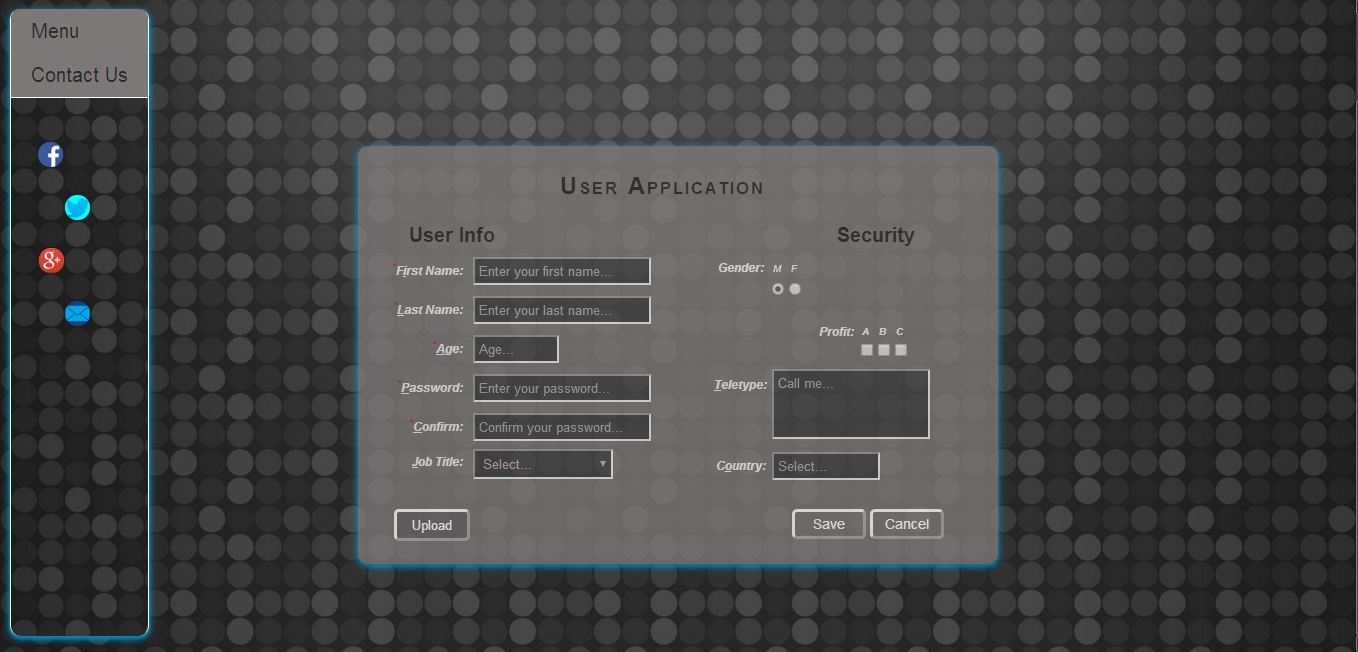 Menu
Contact Us
f
g+
User Application
User Info
Security
*First Name: Enter your first name...
*Last Name: Enter your last name...
*Age: Age...
*Password: Enter your password...
*Confirm: Confirm your password...
Job Title: Select...
Upload
Gender: M F
Profit: A B C
Teletype: Call me...
Country: Select...
Save Cancel